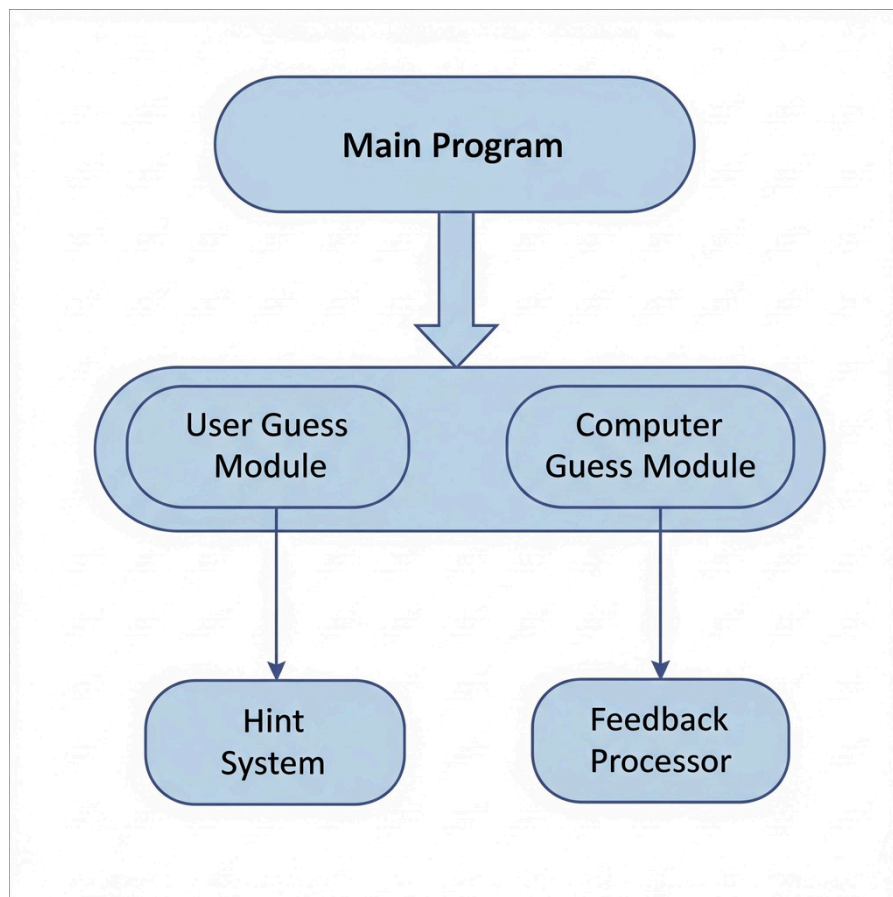 Main Program
User Guess
Module
Computer
Guess Module
Hint
System
Feedback
Processor